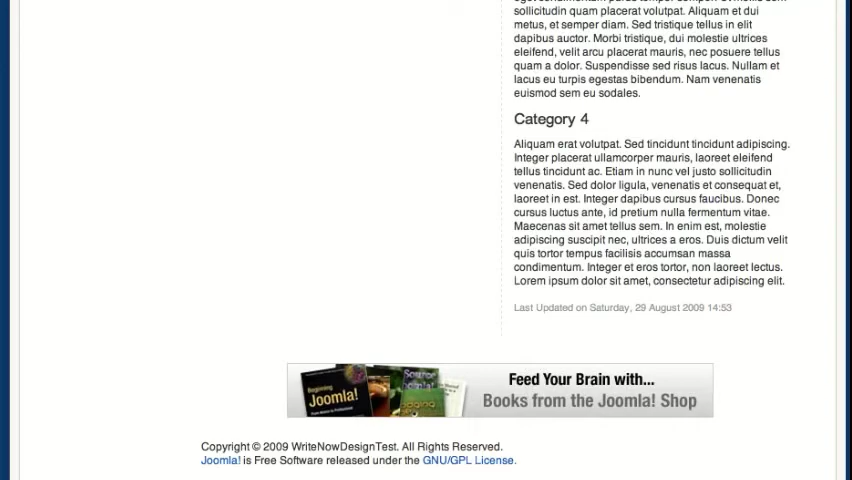 sollicitudin quam placerat volutpat. Aliquam et dui
metus, et semper diam. Sed tristique tellus in elit
dapibus auctor. Morbi tristique, dui molestie ultrices
eleifend, velit arcu placerat mauris, nec posuere tellus
quam a dolor. Suspendisse sed risus lacus. Nullam et
lacus eu turpis egestas bibendum. Nam venenatis
euismod sem eu sodales.
Category 4
Aliquam erat volutpat. Sed tincidunt tincidunt adipiscing.
Integer placerat ullamcorper mauris, laoreet eleifend
tellus tincidunt ac. Etiam in nunc vel justo sollicitudin
venenatis. Sed dolor ligula, venenatis et consequat et,
laoreet in est. Integer dapibus cursus faucibus. Donec
cursus luctus ante, id pretium nulla fermentum vitae.
Maecenas sit amet tellus sem. In enim est, molestie
adipiscing suscipit nec, ultrices a eros. Duis dictum velit
quis tortor tempus facilisis accumsan massa
condimentum. Integer et eros tortor, non laoreet lectus.
Lorem ipsum dolor sit amet, consectetur adipiscing elit.
Last Updated on Saturday, 29 August 2009 14:53
Beginning
Joomla!
Feed Your Brain with...
Books from the Joomla! Shop
Copyright © 2009 WriteNowDesignTest. All Rights Reserved.
Joomla! is Free Software released under the GNU/GPL License.